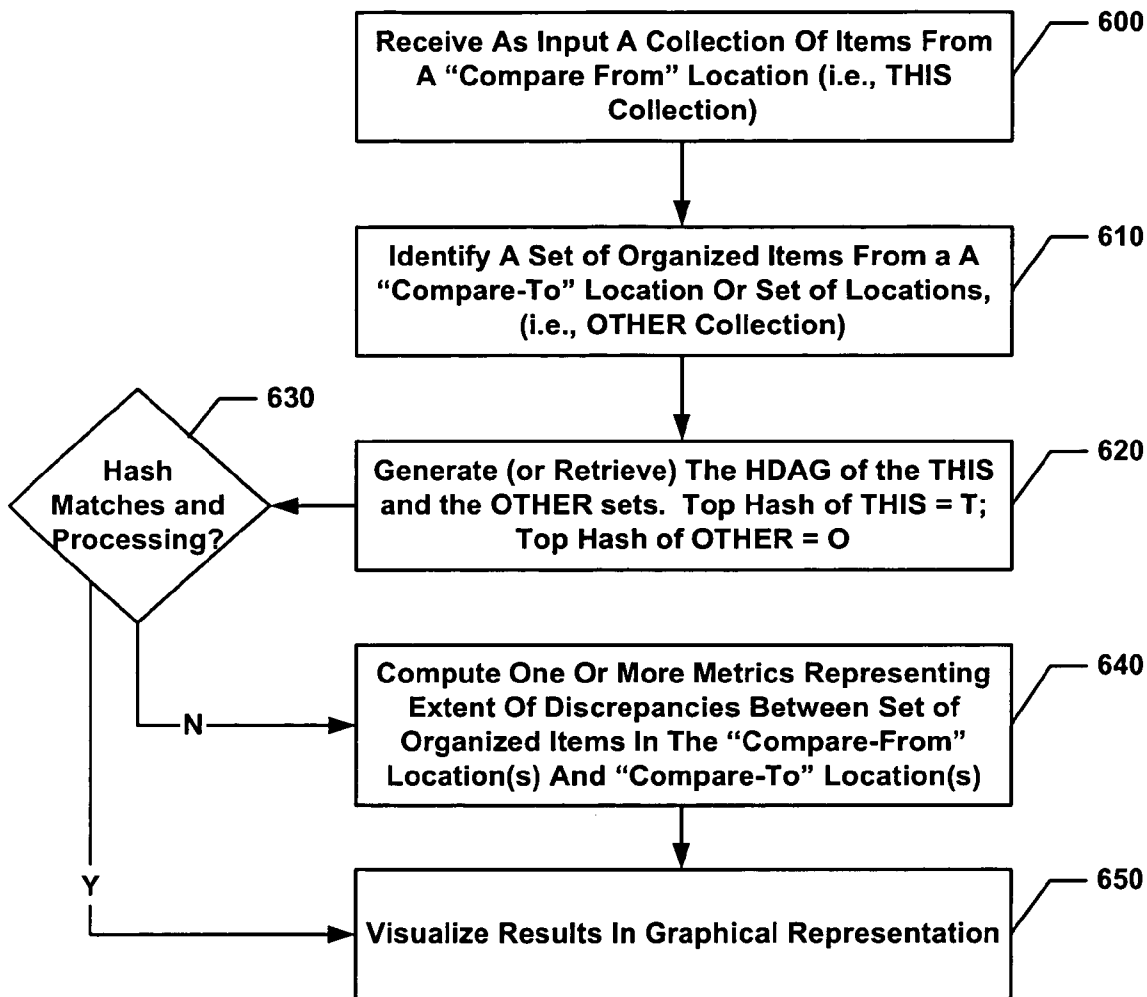 Receive As Input A Collection Of Items From
A “Compare From” Location (i.e., THIS
Collection)
600
Identify A Set of Organized Items From a A
“Compare-To” Location Or Set of Locations,
(i.e., OTHER Collection)
610
Generate (or Retrieve) The HDAG of the THIS
and the OTHER sets. Top Hash of THIS = T;
Top Hash of OTHER = O
620
Hash
Matches and
Processing?
630
N
Compute One Or More Metrics Representing
Extent Of Discrepancies Between Set of
Organized Items In The “Compare-From”
Location(s) And “Compare-To” Location(s)
640
Y
Visualize Results In Graphical Representation
650